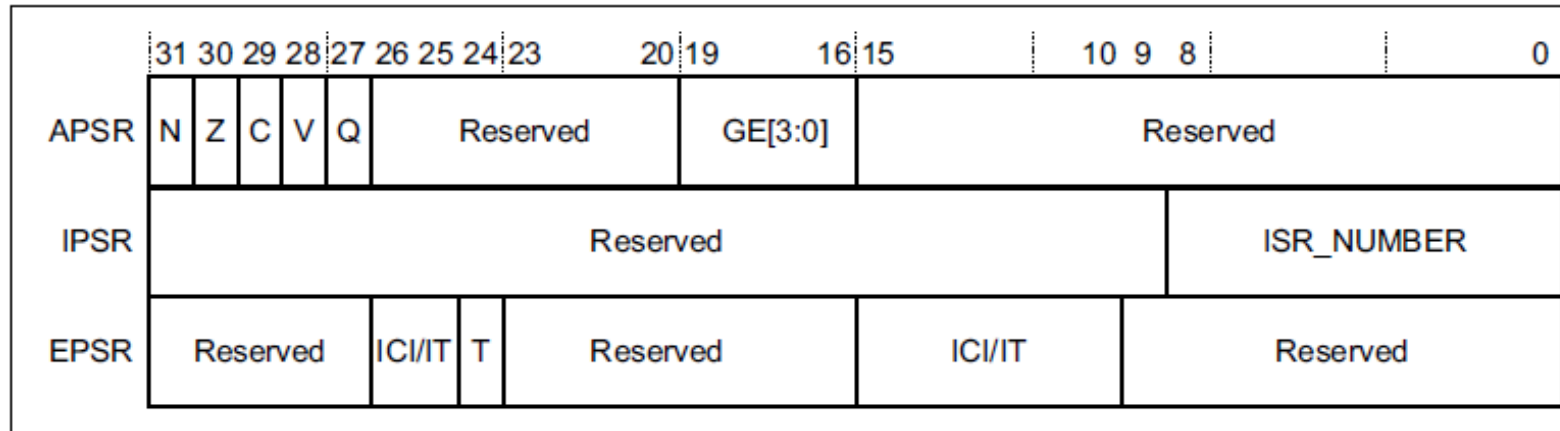 31 30 29 28 27 26 25 24 23 20 19 16 15 10 9 8 0
APSR N Z C V Q Reserved GE[3:0] Reserved
IPSR Reserved ISR_NUMBER
EPSR Reserved ICI/IT T Reserved ICI/IT Reserved